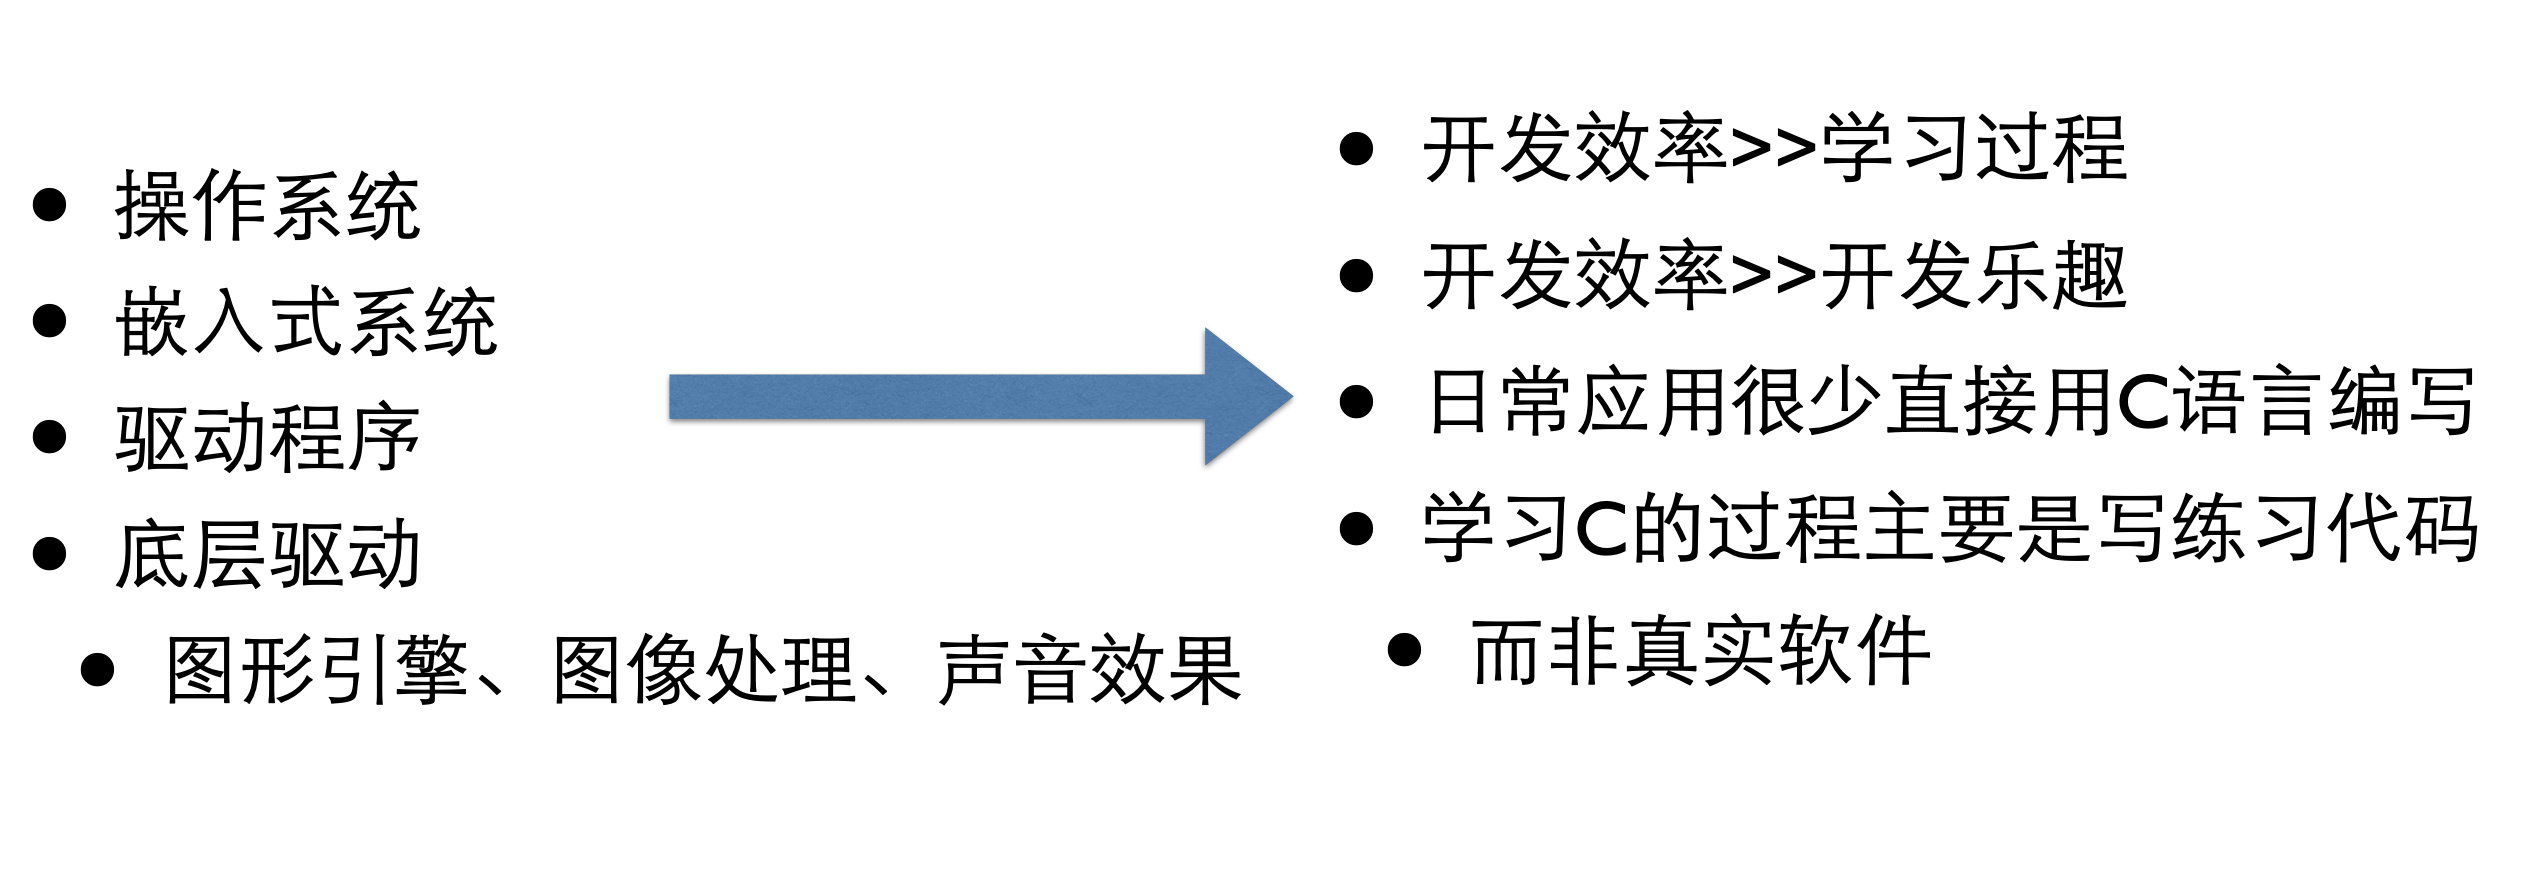 • 操作系统
• 嵌入式系统
• 驱动程序
• 底层驱动
• 图形引擎、图像处理、声音效果
• 开发效率>>学习过程
• 开发效率>>开发乐趣
• 日常应用很少直接用C语言编写
• 学习C的过程主要是写练习代码
• 而非真实软件